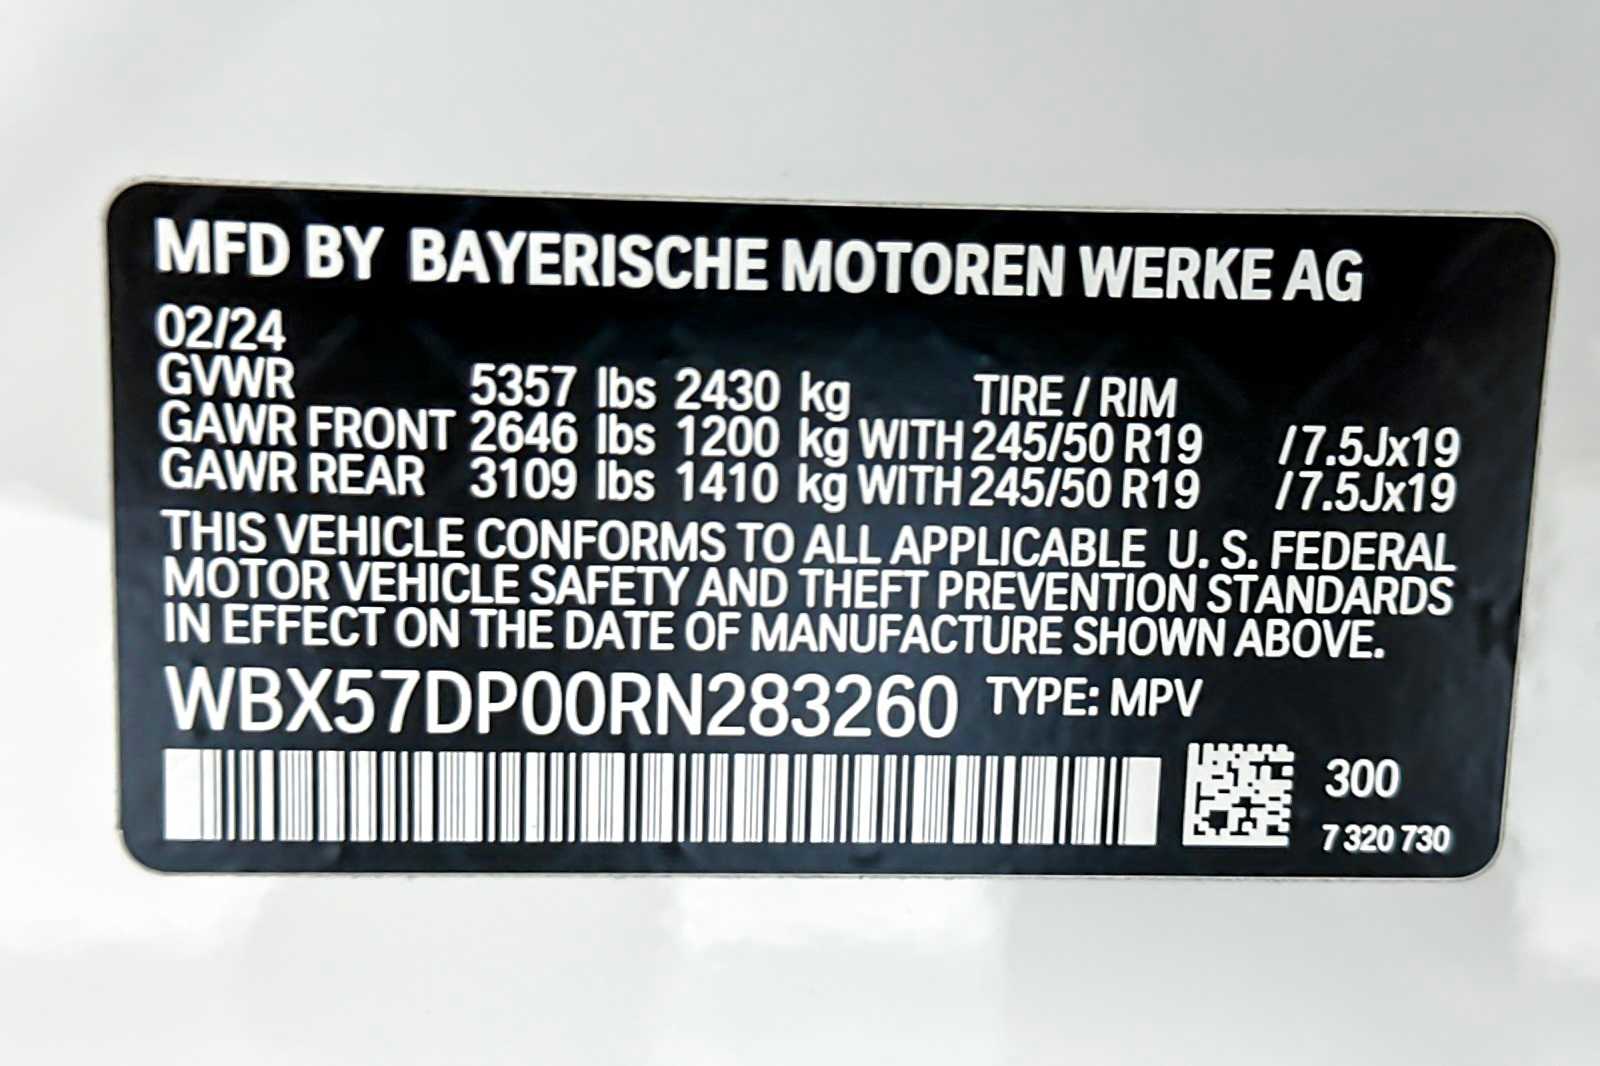 MFD BY BAYERISCHE MOTOREN WERKE AG
02/24
GVWR 5357 lbs 2430 kg TIRE / RIM
GAWR FRONT 2646 lbs 1200 kg WITH 245/50 R19 /7.5Jx19
GAWR REAR 3109 lbs 1410 kg WITH 245/50 R19 /7.5Jx19
THIS VEHICLE CONFORMS TO ALL APPLICABLE U. S. FEDERAL
MOTOR VEHICLE SAFETY AND THEFT PREVENTION STANDARDS
IN EFFECT ON THE DATE OF MANUFACTURE SHOWN ABOVE.
WBX57DP00RN283260 TYPE: MPV
300
7 320 730